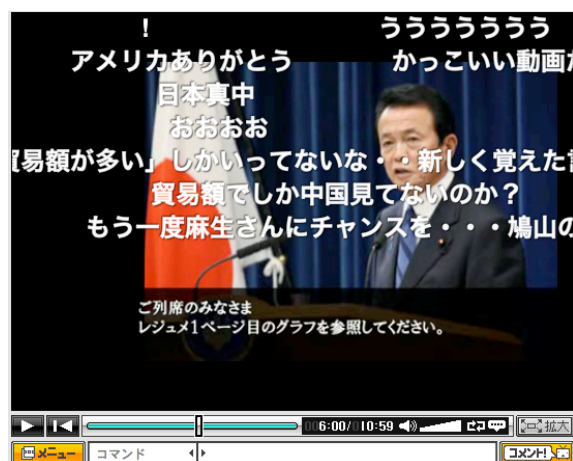 ！ ううううううう
アメリカありがとう かっこいい動画だ
日本真中
おおおお
貿易額が多い」しかいってないな・・新しく覚えた言
貿易額でしか中国見てないのか？
もう一度麻生さんにチャンスを・・・鳩山の
ご列席のみなさま
レジュメ1ページ目のグラフを参照してください。
006:00/010:59 拡大
メニュー コマンド コメント!